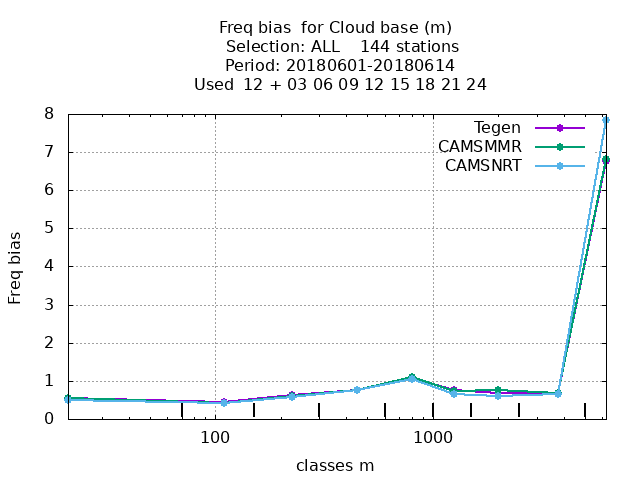 Freq bias  for Cloud base (m)
Selection: ALL    144 stations
Period: 20180601-20180614
Used  12 + 03 06 09 12 15 18 21 24
Tegen
CAMSMMR
CAMSNRT
8
7
6
5
4
3
2
1
0
Freq bias
100
1000
classes m